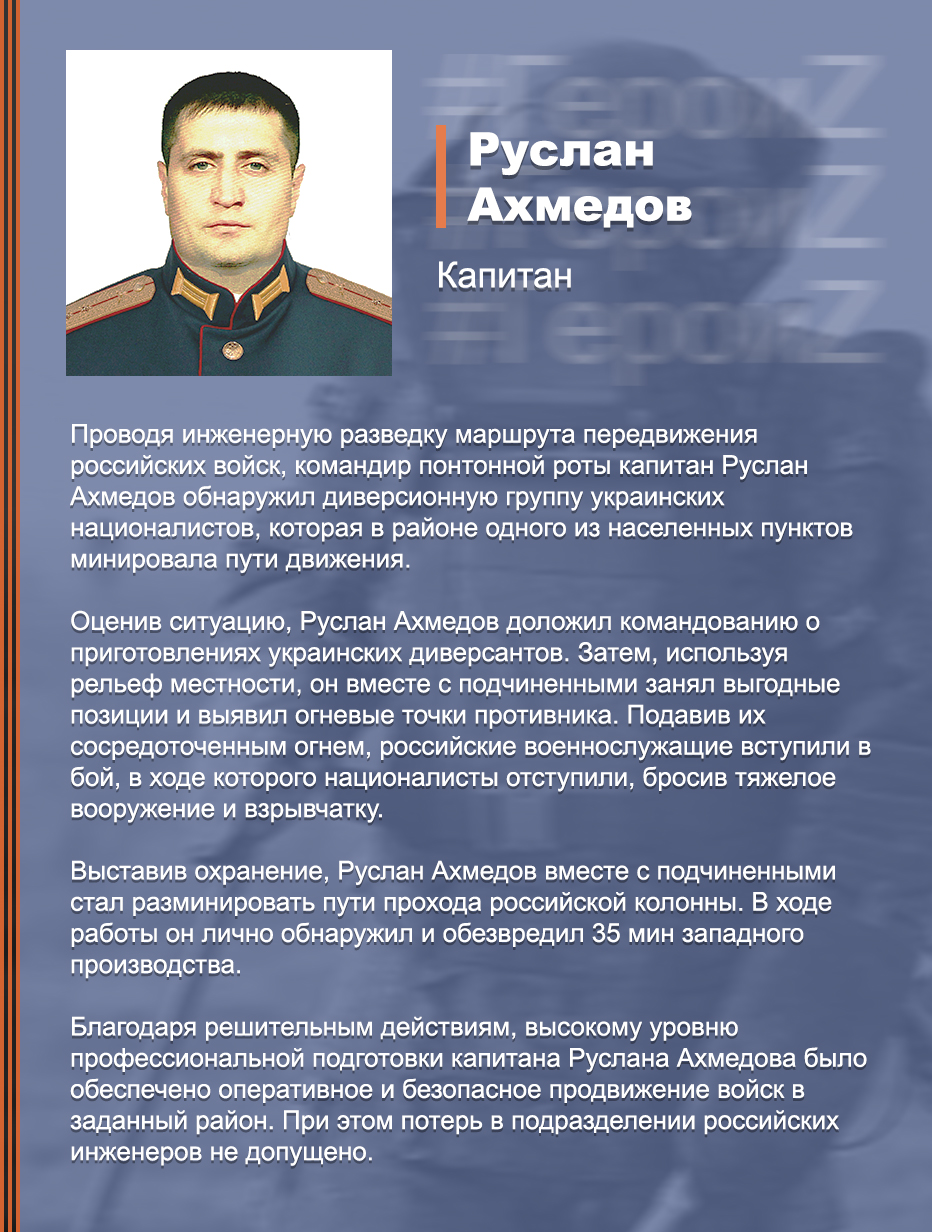 #ГероиZ
#ГероиZ
#ГероиZ
Руслан
Ахмедов
Капитан
Проводя инженерную разведку маршрута передвижения
российских войск, командир понтонной роты капитан Руслан
Ахмедов обнаружил диверсионную группу украинских
националистов, которая в районе одного из населенных пунктов
минировала пути движения.
Оценив ситуацию, Руслан Ахмедов доложил командованию о
приготовлениях украинских диверсантов. Затем, используя
рельеф местности, он вместе с подчиненными занял выгодные
позиции и выявил огневые точки противника. Подавив их
сосредоточенным огнем, российские военнослужащие вступили в
бой, в ходе которого националисты отступили, бросив тяжелое
вооружение и взрывчатку.
Выставив охранение, Руслан Ахмедов вместе с подчиненными
стал разминировать пути прохода российской колонны. В ходе
работы он лично обнаружил и обезвредил 35 мин западного
производства.
Благодаря решительным действиям, высокому уровню
профессиональной подготовки капитана Руслана Ахмедова было
обеспечено оперативное и безопасное продвижение войск в
заданный район. При этом потерь в подразделении российских
инженеров не допущено.